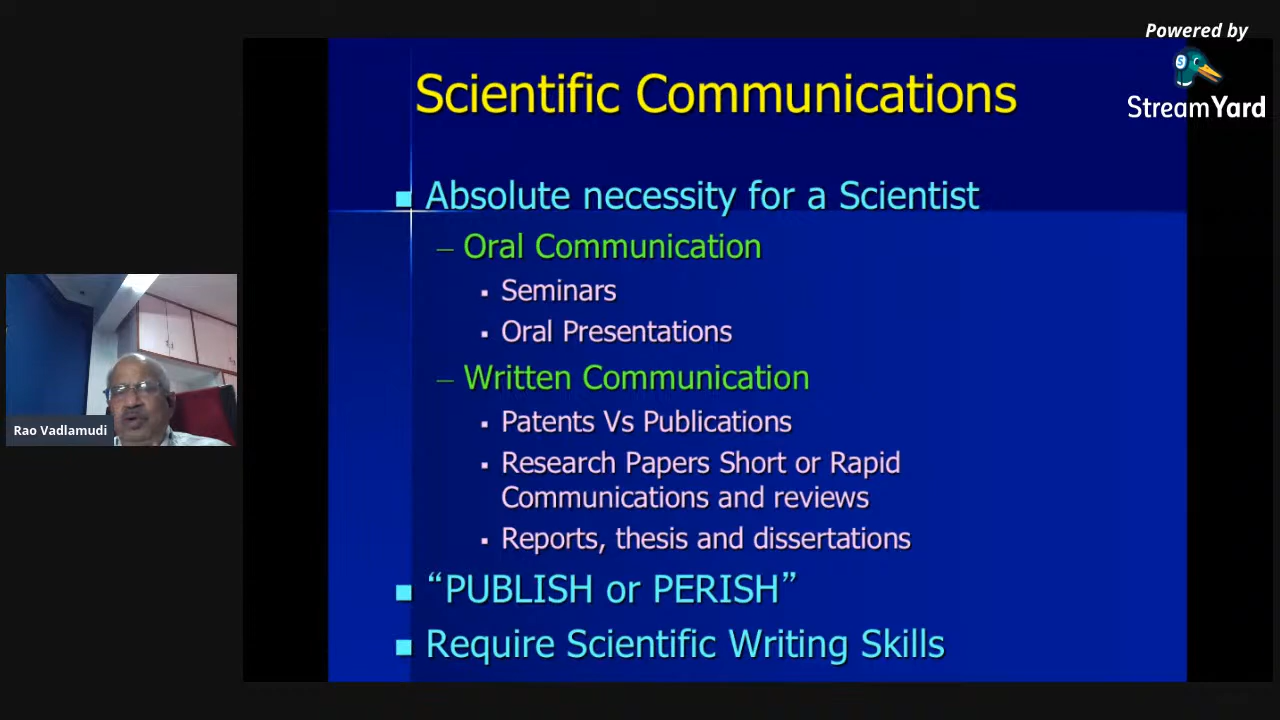 Powered by
StreamYard
Scientific Communications
Absolute necessity for a Scientist
– Oral Communication
Seminars
Oral Presentations
– Written Communication
Patents Vs Publications
Research Papers Short or Rapid
Communications and reviews
Reports, thesis and dissertations
“PUBLISH or PERISH”
Require Scientific Writing Skills
Rao Vadlamudi